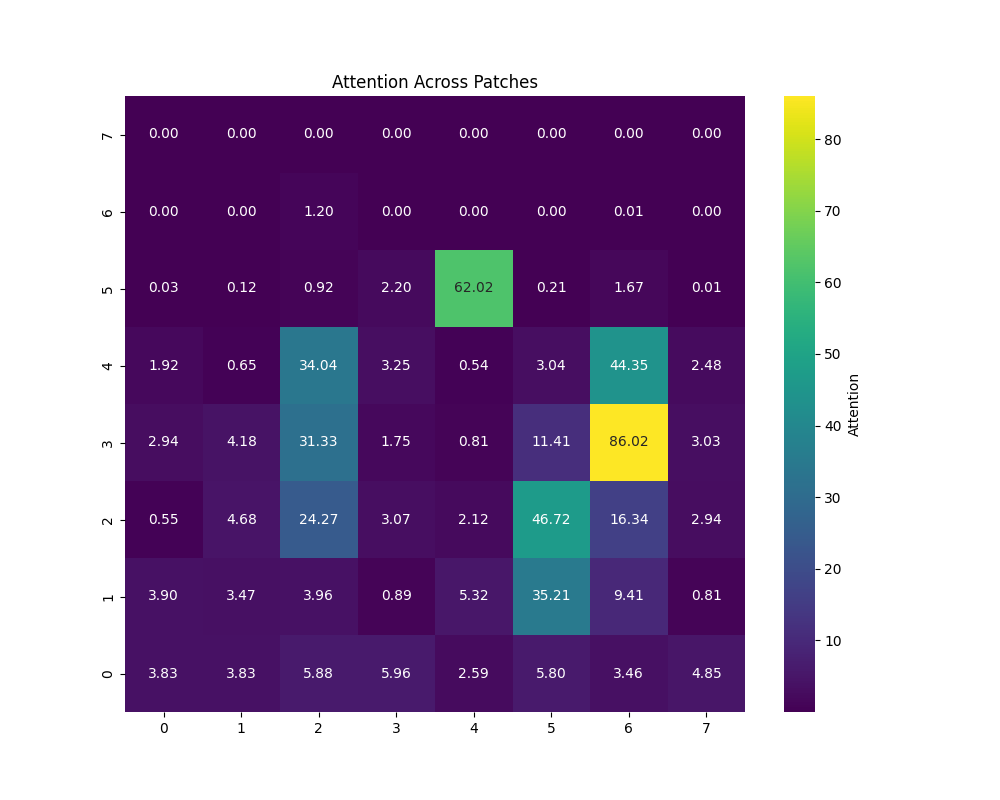 Attention Across Patches
7 0.00 0.00 0.00 0.00 0.00 0.00 0.00 0.00
6 0.00 0.00 1.20 0.00 0.00 0.00 0.01 0.00
5 0.03 0.12 0.92 2.20 62.02 0.21 1.67 0.01
4 1.92 0.65 34.04 3.25 0.54 3.04 44.35 2.48
3 2.94 4.18 31.33 1.75 0.81 11.41 86.02 3.03
2 0.55 4.68 24.27 3.07 2.12 46.72 16.34 2.94
1 3.90 3.47 3.96 0.89 5.32 35.21 9.41 0.81
0 3.83 3.83 5.88 5.96 2.59 5.80 3.46 4.85
0 1 2 3 4 5 6 7
80
70
60
50
40
30
20
10
Attention